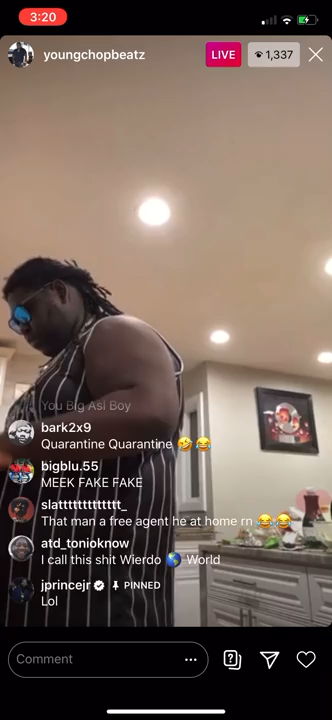 3:20
youngchopbeatz
LIVE
1,337
You Big Asl Boy
bark2x9
Quarantine Quarantine 🤣😂
bigblu.55
MEEK FAKE FAKE
slatttttttttttt_
That man a free agent he at home rn 😂😂
atd_tonioknow
I call this shit Wierdo 🌎 World
jprincejr PINNED
Lol
Comment